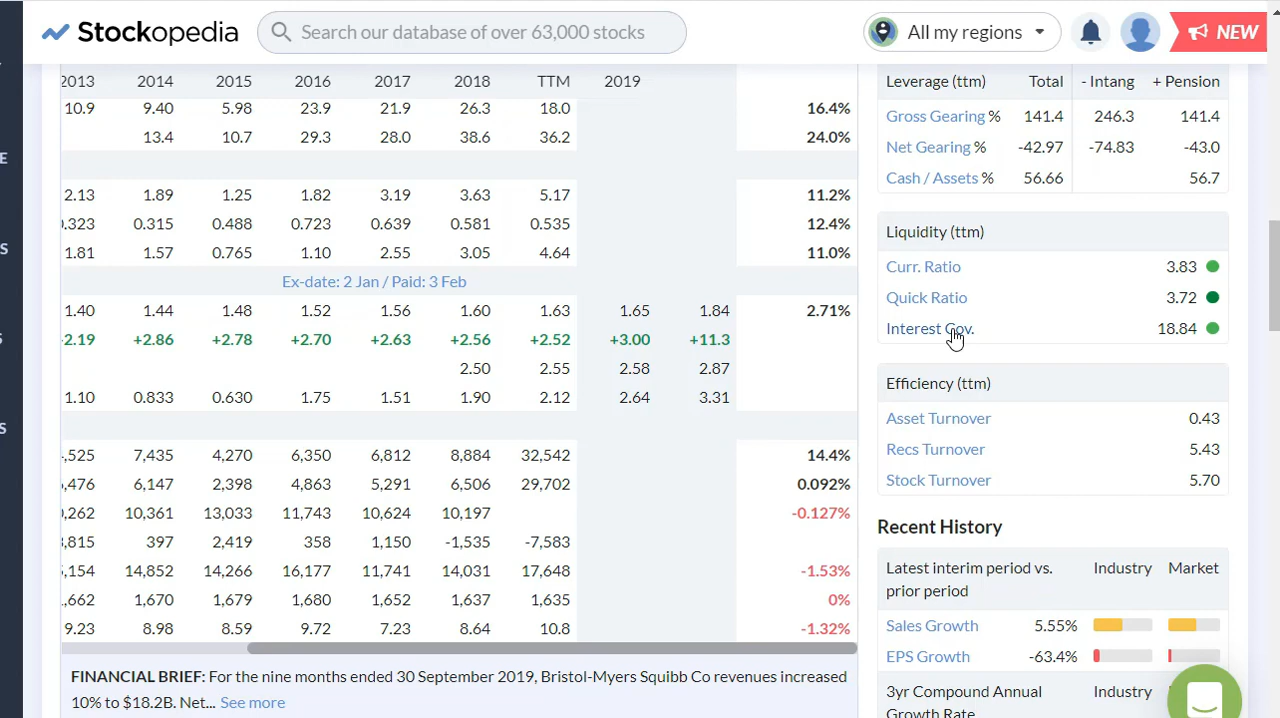 Stockopedia
Search our database of over 63,000 stocks
All my regions
NEW
2013 2014 2015 2016 2017 2018 TTM 2019
10.9 9.40 5.98 23.9 21.9 26.3 18.0 16.4%
13.4 10.7 29.3 28.0 38.6 36.2 24.0%
2.13 1.89 1.25 1.82 3.19 3.63 5.17 11.2%
.323 0.315 0.488 0.723 0.639 0.581 0.535 12.4%
1.81 1.57 0.765 1.10 2.55 3.05 4.64 11.0%
Ex-date: 2 Jan / Paid: 3 Feb
1.40 1.44 1.48 1.52 1.56 1.60 1.63 1.65 1.84 2.71%
2.19 +2.86 +2.78 +2.70 +2.63 +2.56 +2.52 +3.00 +11.3
2.50 2.55 2.58 2.87
1.10 0.833 0.630 1.75 1.51 1.90 2.12 2.64 3.31
,525 7,435 4,270 6,350 6,812 8,884 32,542 14.4%
,476 6,147 2,398 4,863 5,291 6,506 29,702 0.092%
,262 10,361 13,033 11,743 10,624 10,197 -0.127%
,815 397 2,419 358 1,150 -1,535 -7,583
,154 14,852 14,266 16,177 11,741 14,031 17,648 -1.53%
,662 1,670 1,679 1,680 1,652 1,637 1,635 0%
9.23 8.98 8.59 9.72 7.23 8.64 10.8 -1.32%
FINANCIAL BRIEF: For the nine months ended 30 September 2019, Bristol-Myers Squibb Co revenues increased
10% to $18.2B. Net... See more
Leverage (ttm) Total - Intang + Pension
Gross Gearing % 141.4 246.3 141.4
Net Gearing % -42.97 -74.83 -43.0
Cash / Assets % 56.66 56.7
Liquidity (ttm)
Curr. Ratio 3.83
Quick Ratio 3.72
Interest Cov. 18.84
Efficiency (ttm)
Asset Turnover 0.43
Recs Turnover 5.43
Stock Turnover 5.70
Recent History
Latest interim period vs. Industry Market
prior period
Sales Growth 5.55%
EPS Growth -63.4%
3yr Compound Annual Industry Market
Growth Rate